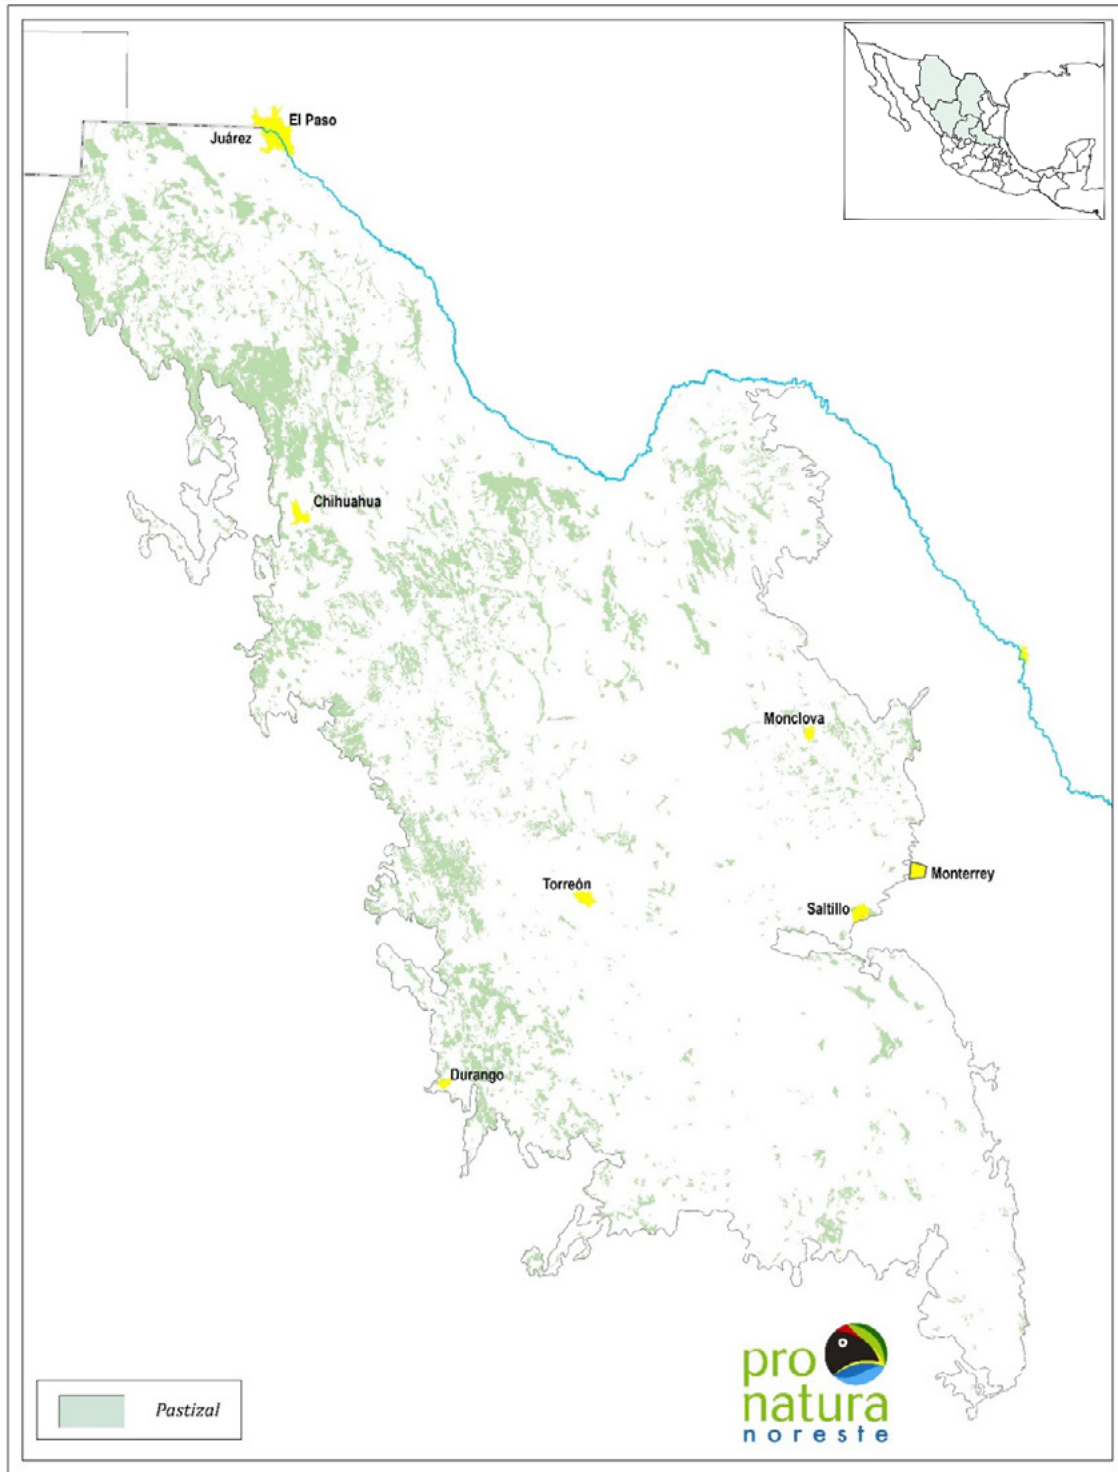 El Paso
Juárez
Chihuahua
Monclova
Monterrey
Torreón
Saltillo
Durango
pro
natura
noreste
Pastizal